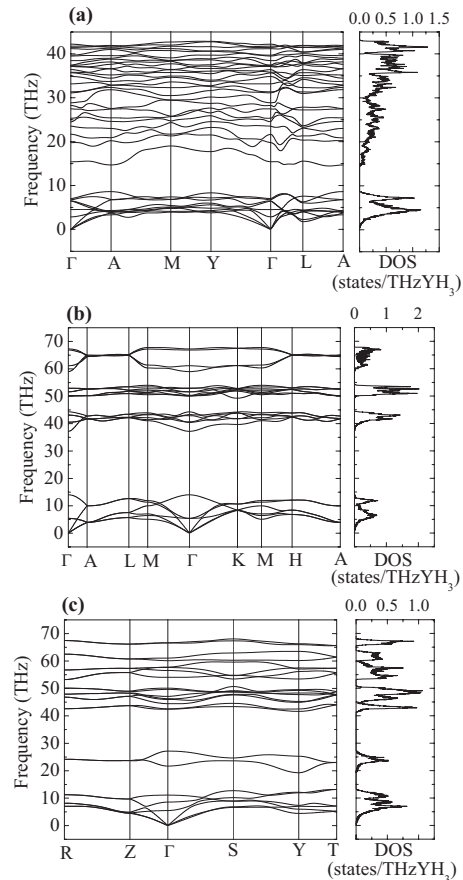 (a)
0.0 0.5 1.0 1.5
40
30
20
10
0
Frequency (THz)
Γ A M Y Γ L A
DOS
(states/THzYH3)
(b)
0 1 2
70
60
50
40
30
20
10
0
Frequency (THz)
Γ A L M Γ K M H A
DOS
(states/THzYH3)
(c)
0.0 0.5 1.0
70
60
50
40
30
20
10
0
Frequency (THz)
R Z Γ S Y T
DOS
(states/THzYH3)